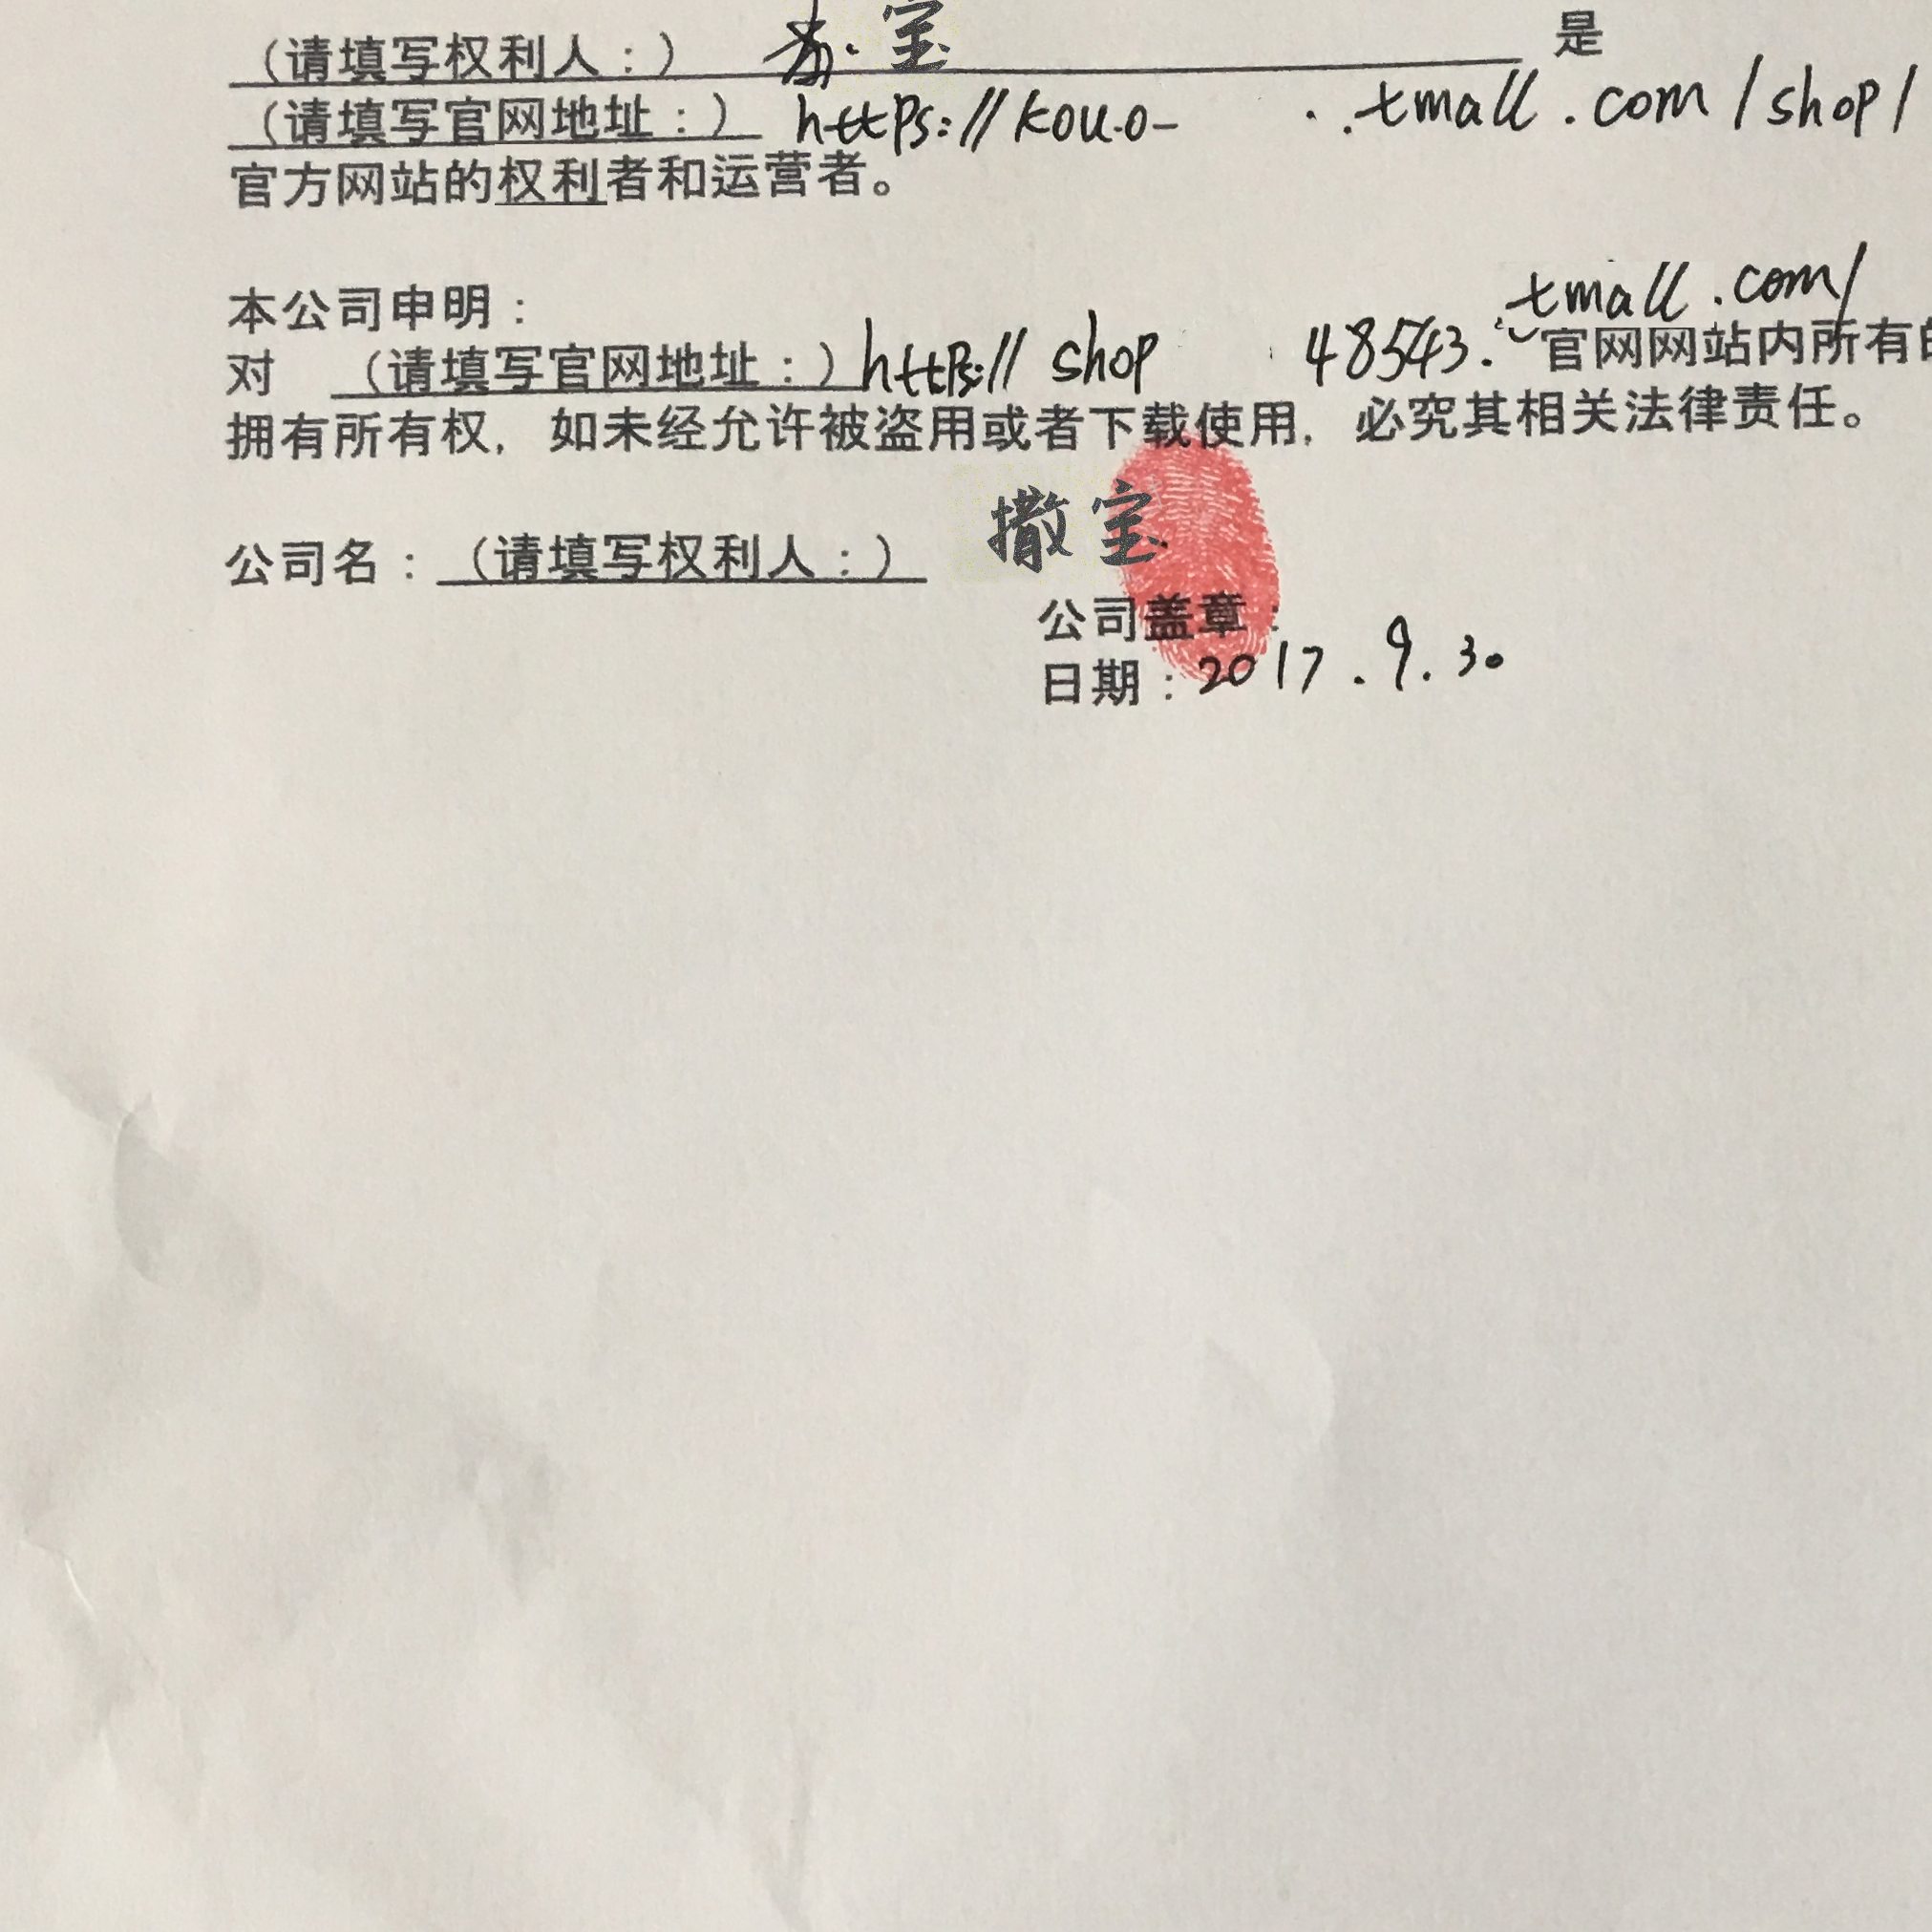 （请填写权利人：） 宝 是
（请填写官网地址：） https://kou.o- ..tmall.com/shop/
官方网站的权利者和运营者。
本公司申明：
tmall.com/
对 （请填写官网地址：）https:// shop 48543. 官网网站内所有
拥有所有权，如未经允许被盗用或者下载使用，必究其相关法律责任。
公司名：（请填写权利人：） 撒宝
公司盖章：
日期：2017.9.30